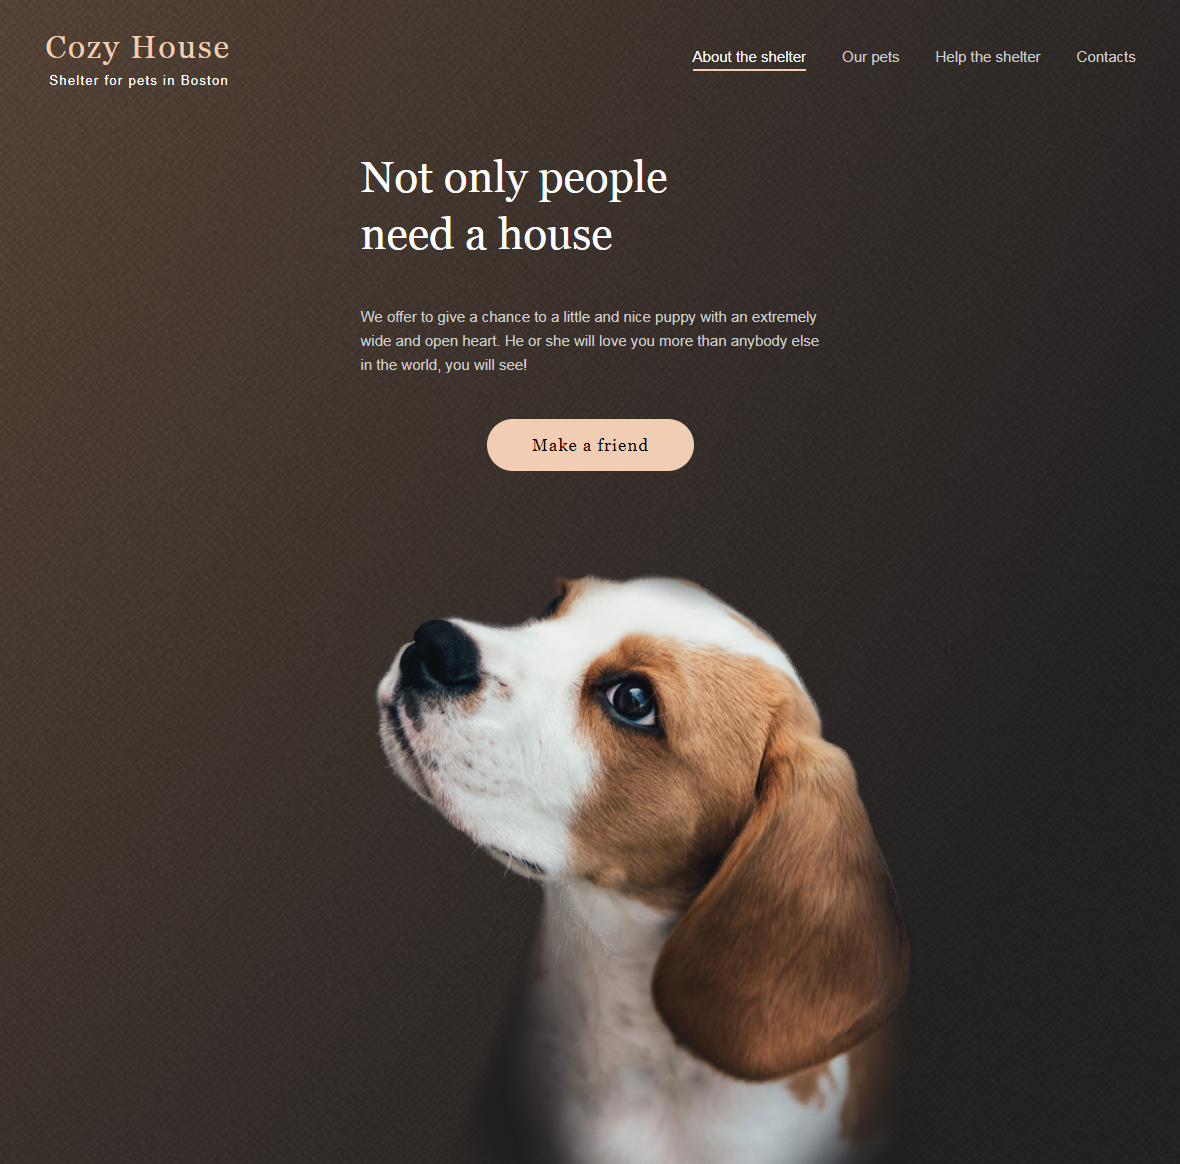 Cozy House
Shelter for pets in Boston
About the shelter
Our pets
Help the shelter
Contacts
Not only people
need a house
We offer to give a chance to a little and nice puppy with an extremely
wide and open heart. He or she will love you more than anybody else
in the world, you will see!
Make a friend